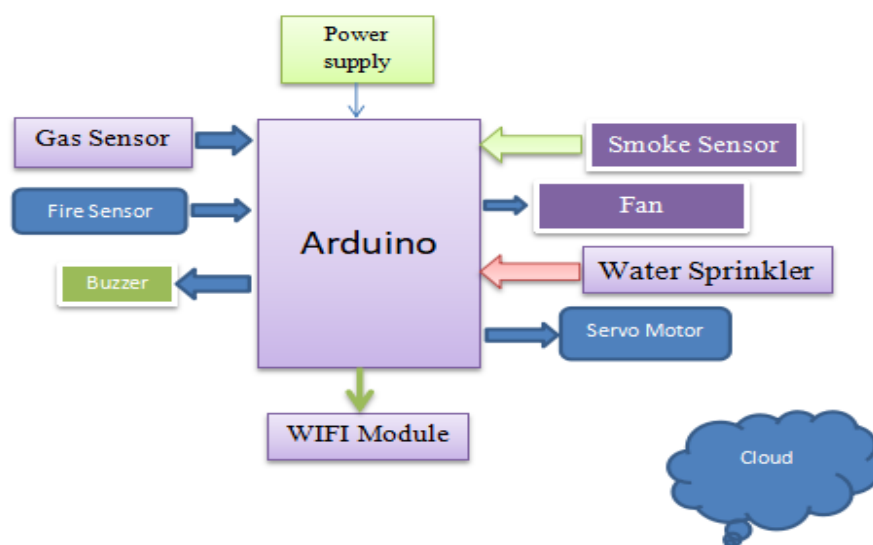 Power
supply
Gas Sensor
Smoke Sensor
Fire Sensor
Fan
Arduino
Water Sprinkler
Buzzer
Servo Motor
WIFI Module
Cloud